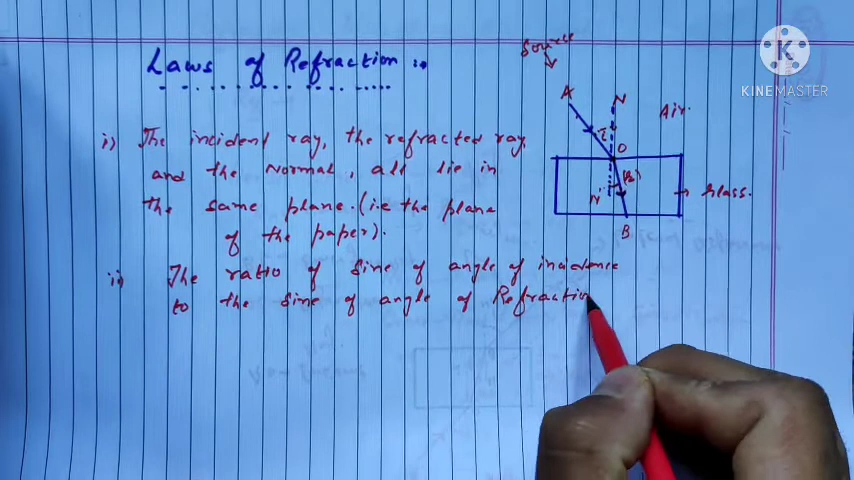 Laws of Refraction :-
i) The incident ray, the refracted ray,
and the Normal, all lie in
the same plane. (i.e the plane
of the paper).
ii) The ratio of sine of angle of incidence
to the sine of angle of Refraction
Source
A
N
Air.
i
O
(r)
N'
Glass.
B
K
KINEMASTER